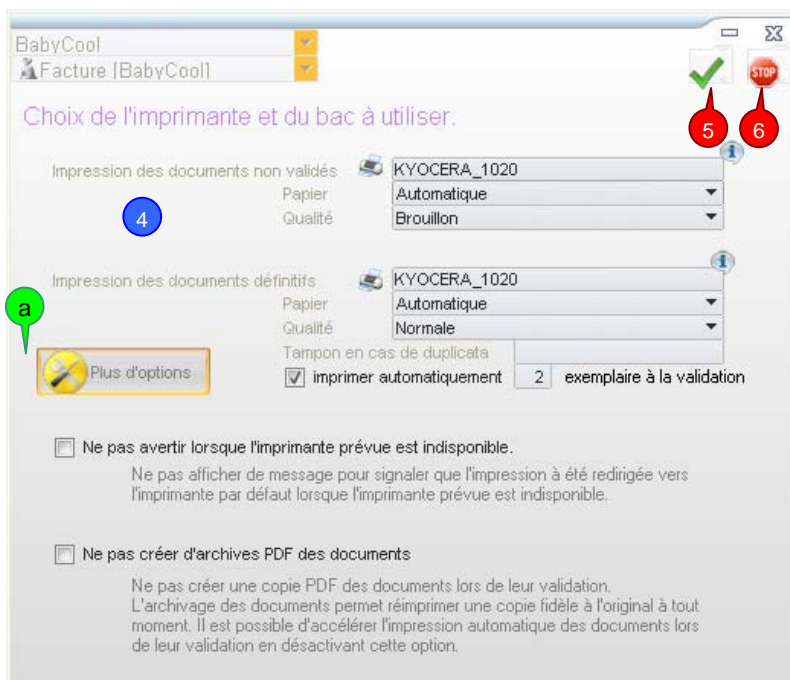 BabyCool
Facture [BabyCool]
STOP
Choix de l'imprimante et du bac à utiliser.
5
6
Impression des documents non validés KYOCERA_1020
i
Papier Automatique
4
Qualité Brouillon
i
Impression des documents définitifs KYOCERA_1020
a
Papier Automatique
Qualité Normale
Tampon en cas de duplicata
Plus d'options
imprimer automatiquement 2 exemplaire à la validation
Ne pas avertir lorsque l'imprimante prévue est indisponible.
Ne pas afficher de message pour signaler que l'impression à été redirigée vers
l'imprimante par défaut lorsque l'imprimante prévue est indisponible.
Ne pas créer d'archives PDF des documents
Ne pas créer une copie PDF des documents lors de leur validation.
L'archivage des documents permet réimprimer une copie fidèle à l'original à tout
moment. Il est possible d'accélérer l'impression automatique des documents lors
de leur validation en désactivant cette option.